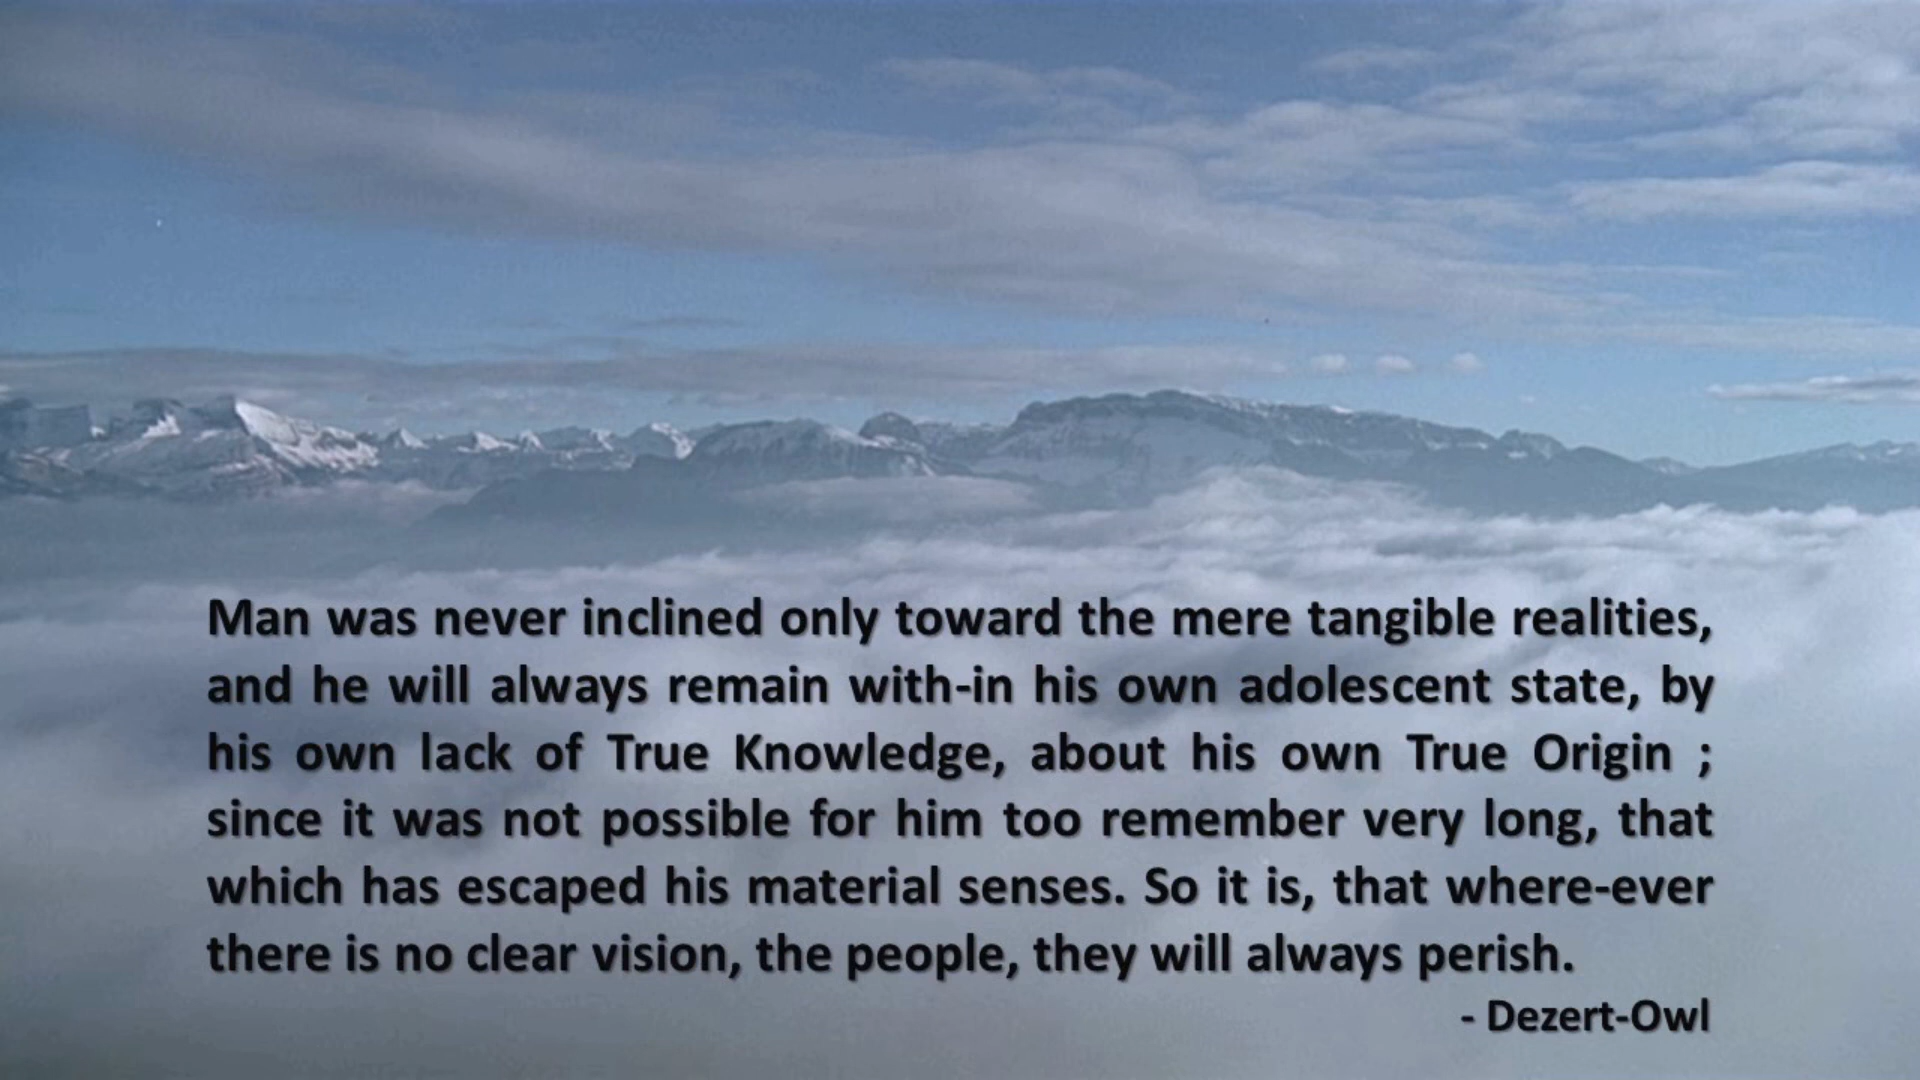 Man was never inclined only toward the mere tangible realities,
and he will always remain with-in his own adolescent state, by
his own lack of True Knowledge, about his own True Origin ;
since it was not possible for him too remember very long, that
which has escaped his material senses. So it is, that where-ever
there is no clear vision, the people, they will always perish.
- Dezert-Owl